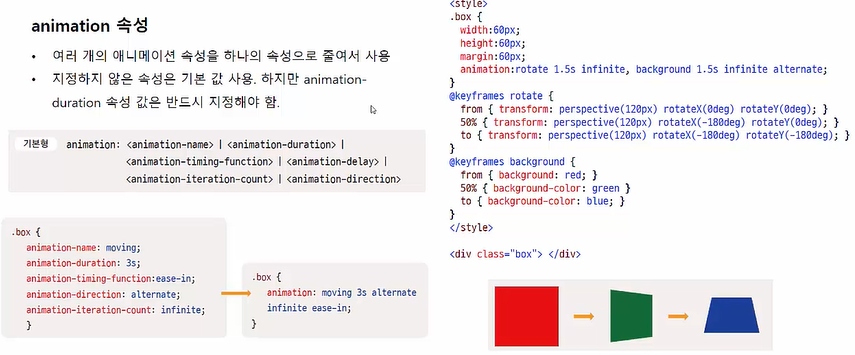 animation 속성
• 여러 개의 애니메이션 속성을 하나의 속성으로 줄여서 사용
• 지정하지 않은 속성은 기본 값 사용. 하지만 animation-
duration 속성 값은 반드시 지정해야 함.
기본형 animation: <animation-name> | <animation-duration> |
<animation-timing-function> | <animation-delay> |
<animation-iteration-count> | <animation-direction>
.box {
animation-name: moving;
animation-duration: 3s;
animation-timing-function:ease-in;
animation-direction: alternate;
animation-iteration-count: infinite;
}
.box {
animation: moving 3s alternate
infinite ease-in;
}
<style>
.box {
width:60px;
height:60px;
margin:60px;
animation:rotate 1.5s infinite, background 1.5s infinite alternate;
}
@keyframes rotate {
from { transform: perspective(120px) rotateX(0deg) rotateY(0deg); }
50% { transform: perspective(120px) rotateX(-180deg) rotateY(0deg); }
to { transform: perspective(120px) rotateX(-180deg) rotateY(-180deg); }
}
@keyframes background {
from { background: red; }
50% { background-color: green }
to { background-color: blue; }
}
</style>
<div class="box"> </div>